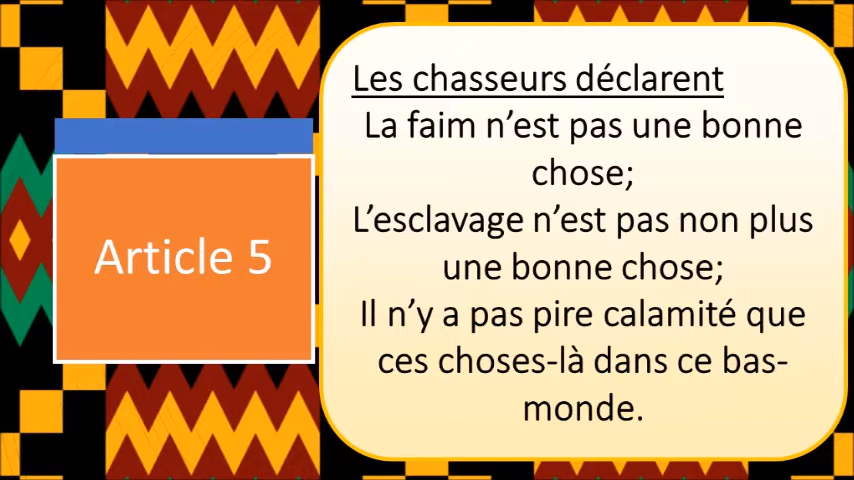 Article 5
Les chasseurs déclarent
La faim n’est pas une bonne
chose;
L’esclavage n’est pas non plus
une bonne chose;
Il n’y a pas pire calamité que
ces choses-là dans ce bas-
monde.